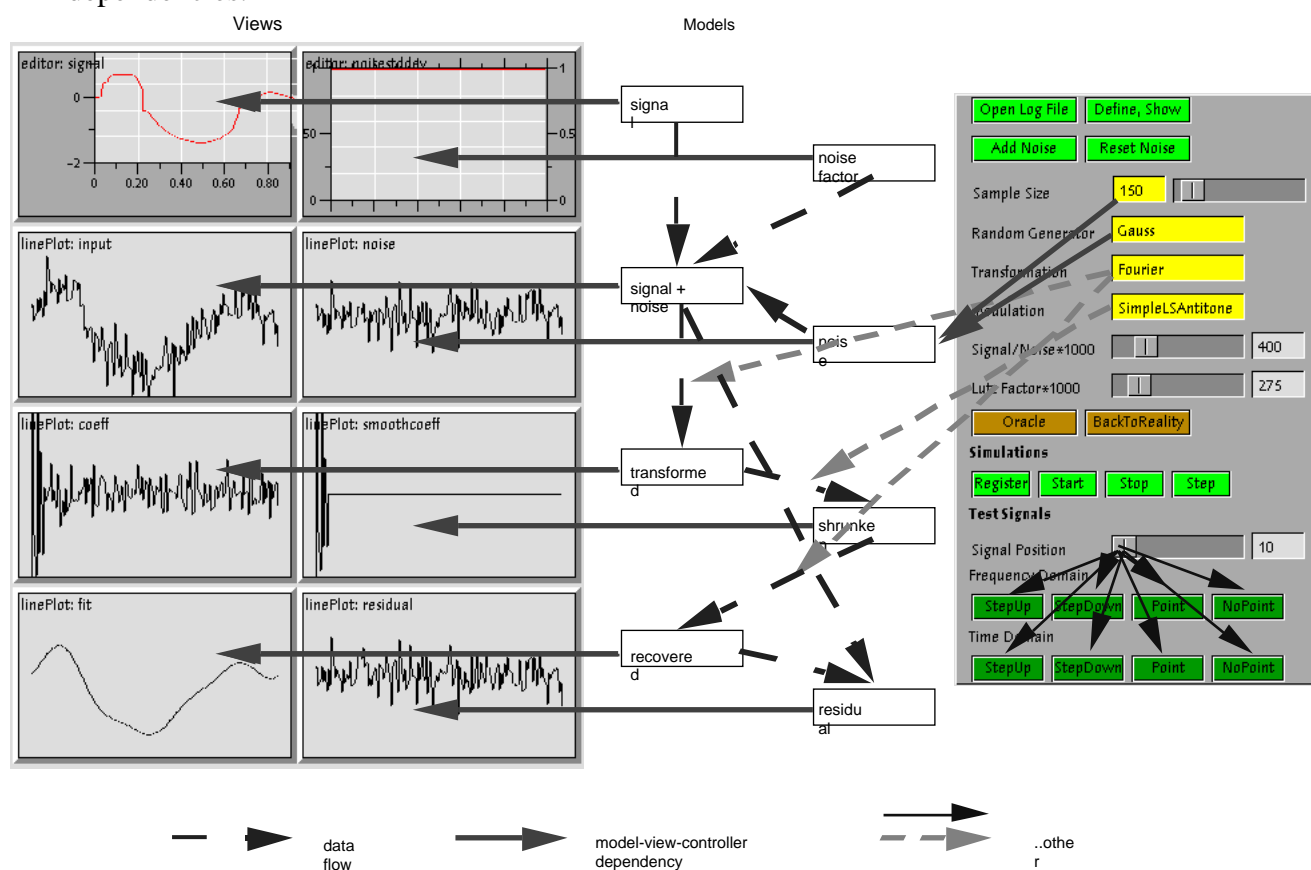 dependencies.
Views
Models
editor: signal
0
-2
0
0.20
0.40
0.60
0.80
editor: noisestddev
1
50
0
1
0.5
0
signa
l
noise
factor
linePlot: input
linePlot: noise
signal +
noise
nois
e
linePlot: coeff
linePlot: smoothcoeff
transforme
d
shrunke
n
linePlot: fit
linePlot: residual
recovere
d
residu
al
Open Log File
Define, Show
Add Noise
Reset Noise
Sample Size
150
Random Generator
Gauss
Transformation
Fourier
SimpleLSAntitone
Signal/Noise*1000
400
Lute Factor*1000
275
Oracle
BackToReality
Simulations
Register
Start
Stop
Step
Test Signals
Signal Position
10
Frequency Domain
StepUp
StepDown
Point
NoPoint
Time Domain
StepUp
StepDown
Point
NoPoint
data
flow
model-view-controller
dependency
..othe
r